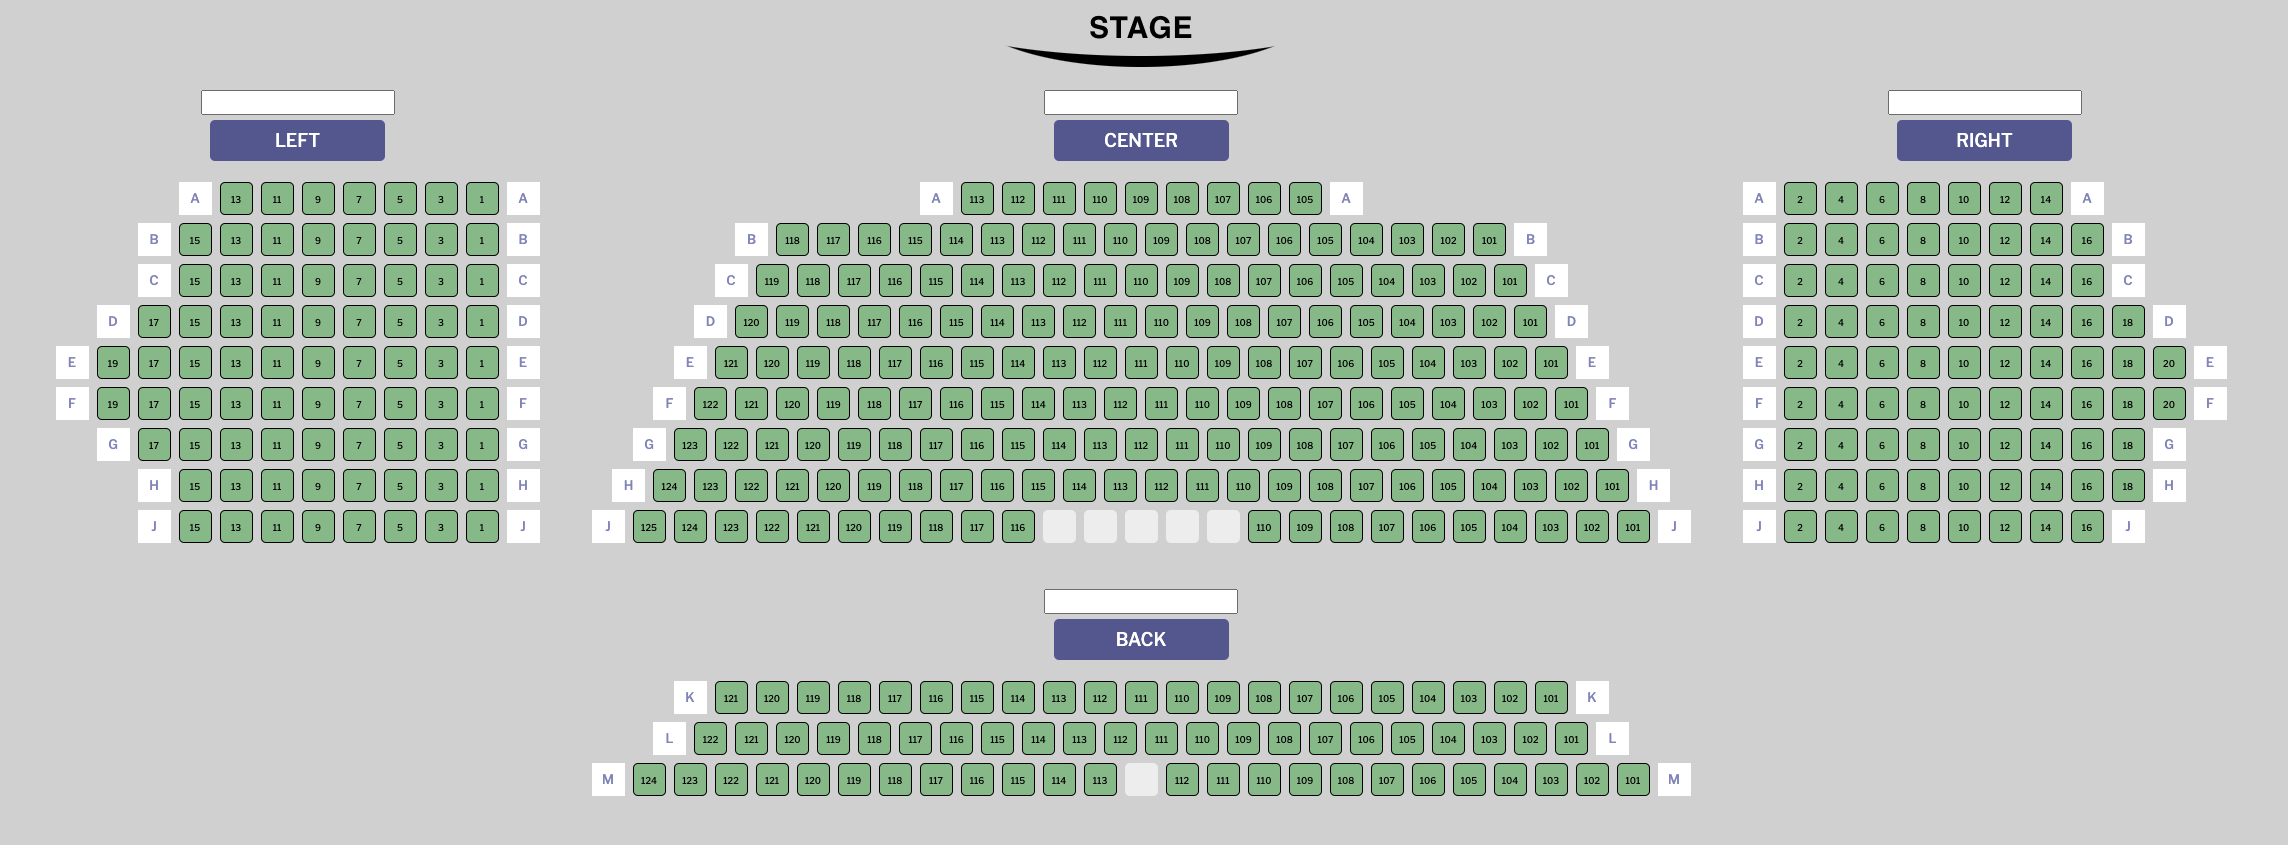 STAGE
LEFT
CENTER
RIGHT
A 13 11 9 7 5 3 1 A
A 113 112 111 110 109 108 107 106 105 A
A 2 4 6 8 10 12 14 A
B 15 13 11 9 7 5 3 1 B
B 118 117 116 115 114 113 112 111 110 109 108 107 106 105 104 103 102 101 B
B 2 4 6 8 10 12 14 16 B
C 15 13 11 9 7 5 3 1 C
C 119 118 117 116 115 114 113 112 111 110 109 108 107 106 105 104 103 102 101 C
C 2 4 6 8 10 12 14 16 C
D 17 15 13 11 9 7 5 3 1 D
D 120 119 118 117 116 115 114 113 112 111 110 109 108 107 106 105 104 103 102 101 D
D 2 4 6 8 10 12 14 16 18 D
E 19 17 15 13 11 9 7 5 3 1 E
E 121 120 119 118 117 116 115 114 113 112 111 110 109 108 107 106 105 104 103 102 101 E
E 2 4 6 8 10 12 14 16 18 20 E
F 19 17 15 13 11 9 7 5 3 1 F
F 122 121 120 119 118 117 116 115 114 113 112 111 110 109 108 107 106 105 104 103 102 101 F
F 2 4 6 8 10 12 14 16 18 20 F
G 17 15 13 11 9 7 5 3 1 G
G 123 122 121 120 119 118 117 116 115 114 113 112 111 110 109 108 107 106 105 104 103 102 101 G
G 2 4 6 8 10 12 14 16 18 G
H 15 13 11 9 7 5 3 1 H
H 124 123 122 121 120 119 118 117 116 115 114 113 112 111 110 109 108 107 106 105 104 103 102 101 H
H 2 4 6 8 10 12 14 16 18 H
J 15 13 11 9 7 5 3 1 J
J 125 124 123 122 121 120 119 118 117 116 110 109 108 107 106 105 104 103 102 101 J
J 2 4 6 8 10 12 14 16 J
BACK
K 121 120 119 118 117 116 115 114 113 112 111 110 109 108 107 106 105 104 103 102 101 K
L 122 121 120 119 118 117 116 115 114 113 112 111 110 109 108 107 106 105 104 103 102 101 L
M 124 123 122 121 120 119 118 117 116 115 114 113 112 111 110 109 108 107 106 105 104 103 102 101 M